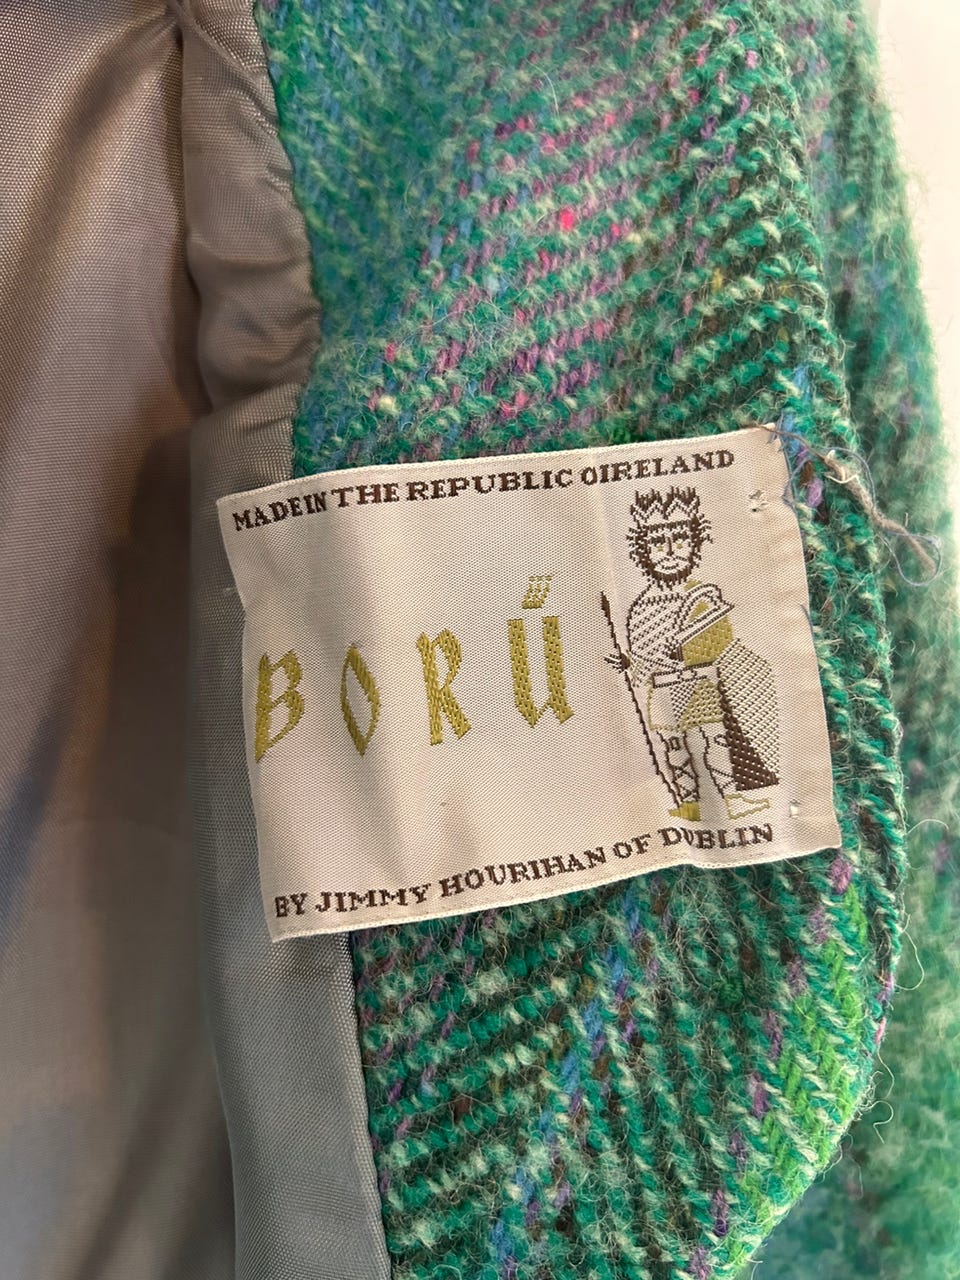 MADE IN THE REPUBLIC OIRELAND
BORÚ
BY JIMMY HOURIHAN OF DUBLIN